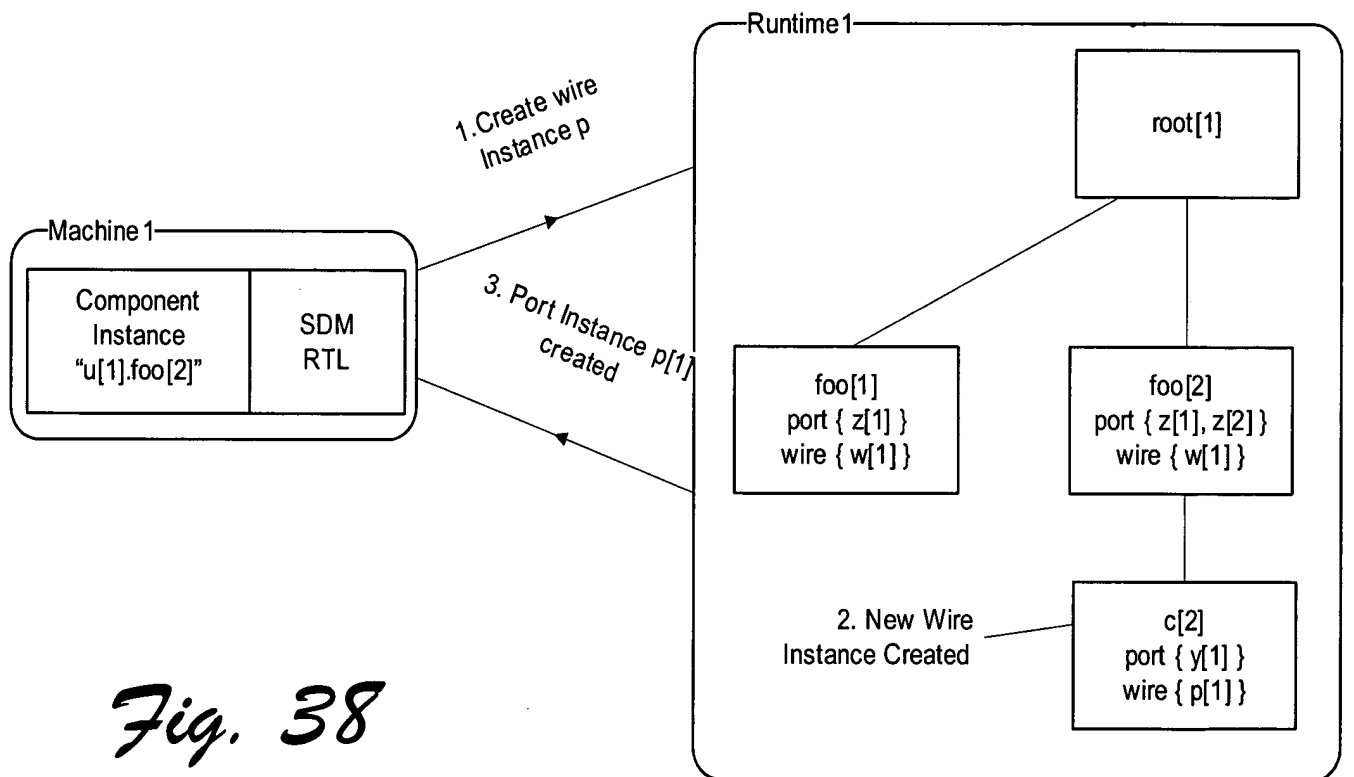 Runtime1
root[1]
1.Create wire
Instance p
Machine1
Component
Instance
“u[1].foo[2]”
SDM
RTL
3. Port Instance p[1]
created
foo[1]
port { z[1] }
wire { w[1] }
foo[2]
port { z[1], z[2] }
wire { w[1] }
2. New Wire
Instance Created
c[2]
port { y[1] }
wire { p[1] }
Fig. 38